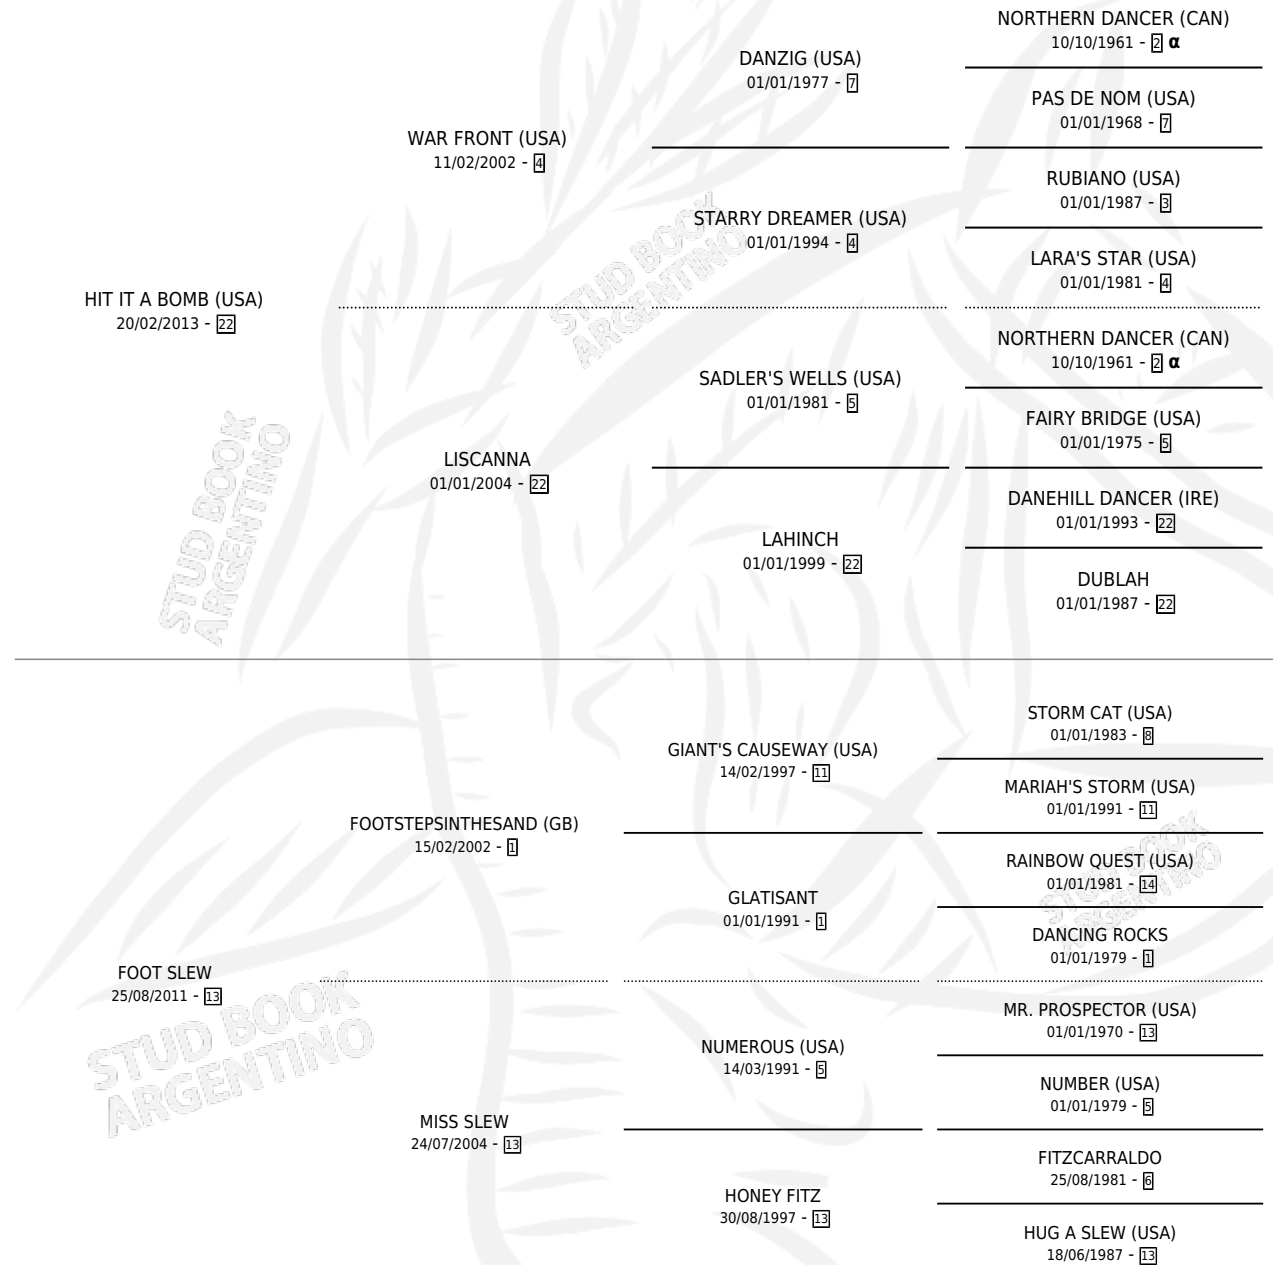 NORTHERN DANCER (CAN)
10/10/1961 - 2 α
DANZIG (USA)
01/01/1977 - 7
PAS DE NOM (USA)
01/01/1968 - 7
WAR FRONT (USA)
11/02/2002 - 4
RUBIANO (USA)
01/01/1987 - 3
STARRY DREAMER (USA)
01/01/1994 - 4
LARA'S STAR (USA)
01/01/1981 - 4
HIT IT A BOMB (USA)
20/02/2013 - 22
NORTHERN DANCER (CAN)
10/10/1961 - 2 α
SADLER'S WELLS (USA)
01/01/1981 - 5
FAIRY BRIDGE (USA)
01/01/1975 - 5
LISCANNA
01/01/2004 - 22
DANEHILL DANCER (IRE)
01/01/1993 - 22
LAHINCH
01/01/1999 - 22
DUBLAH
01/01/1987 - 22
STORM CAT (USA)
01/01/1983 - 8
GIANT'S CAUSEWAY (USA)
14/02/1997 - 11
MARIAH'S STORM (USA)
01/01/1991 - 11
FOOTSTEPSINTHESAND (GB)
15/02/2002 - 1
RAINBOW QUEST (USA)
01/01/1981 - 14
GLATISANT
01/01/1991 - 1
DANCING ROCKS
01/01/1979 - 1
FOOT SLEW
25/08/2011 - 13
MR. PROSPECTOR (USA)
01/01/1970 - 13
NUMEROUS (USA)
14/03/1991 - 5
NUMBER (USA)
01/01/1979 - 5
MISS SLEW
24/07/2004 - 13
FITZCARRALDO
25/08/1981 - 6
HONEY FITZ
30/08/1997 - 13
HUG A SLEW (USA)
18/06/1987 - 13
STUD BOOK
ARGENTINO
STUD BOOK
ARGENTINO
STUD BOOK
ARGENTINO
STUD BOOK
ARGENTINO